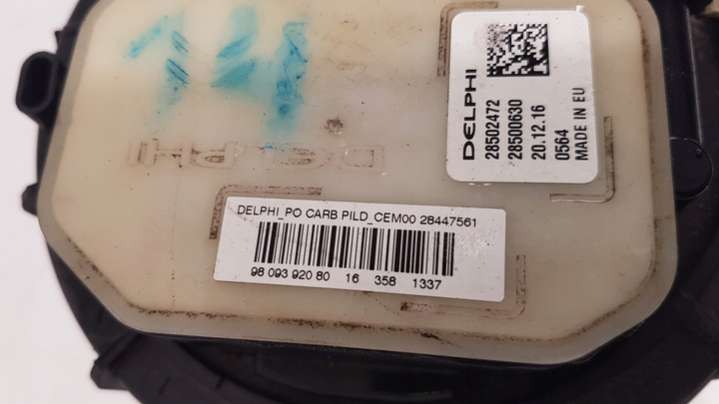 14
DELPHI
28502472
28500630
20.12.16
0564
MADE IN EU
DELPHI
DELPHI_PO CARB PILD_CEM00 28447561
98 093 920 80 16 358 1337